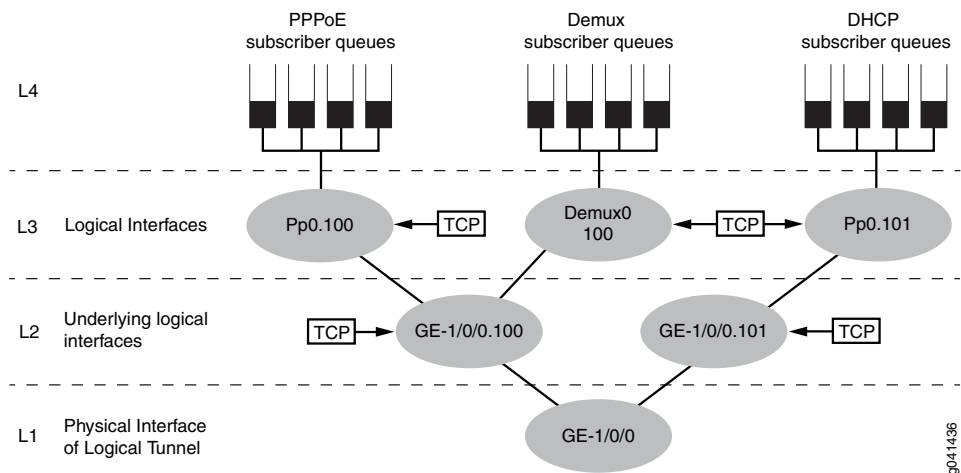 PPPoE
subscriber queues
Demux
subscriber queues
DHCP
subscriber queues
L4
L3 Logical Interfaces
Pp0.100
TCP
Demux0
100
TCP
Pp0.101
L2 Underlying logical
interfaces
TCP
GE-1/0/0.100
GE-1/0/0.101
TCP
L1 Physical Interface
of Logical Tunnel
GE-1/0/0
g041436